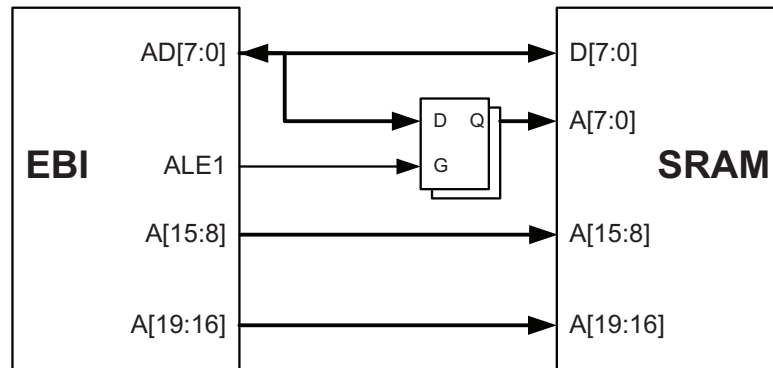 AD[7:0] D[7:0]
D Q A[7:0]
EBI ALE1 G SRAM
A[15:8] A[15:8]
A[19:16] A[19:16]